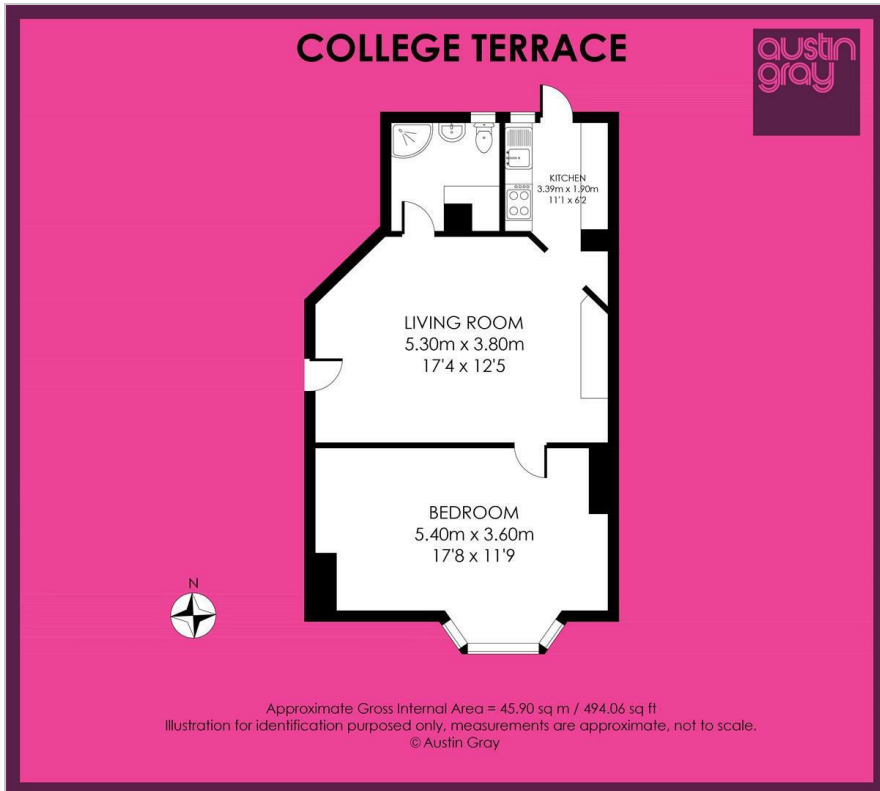 COLLEGE TERRACE
austin
gray
KITCHEN
3.39m x 1.90m
11'1 x 6'2
LIVING ROOM
5.30m x 3.80m
17'4 x 12'5
BEDROOM
5.40m x 3.60m
17'8 x 11'9
N
Approximate Gross Internal Area = 45.90 sq m / 494.06 sq ft
Illustration for identification purposed only, measurements are approximate, not to scale.
© Austin Gray